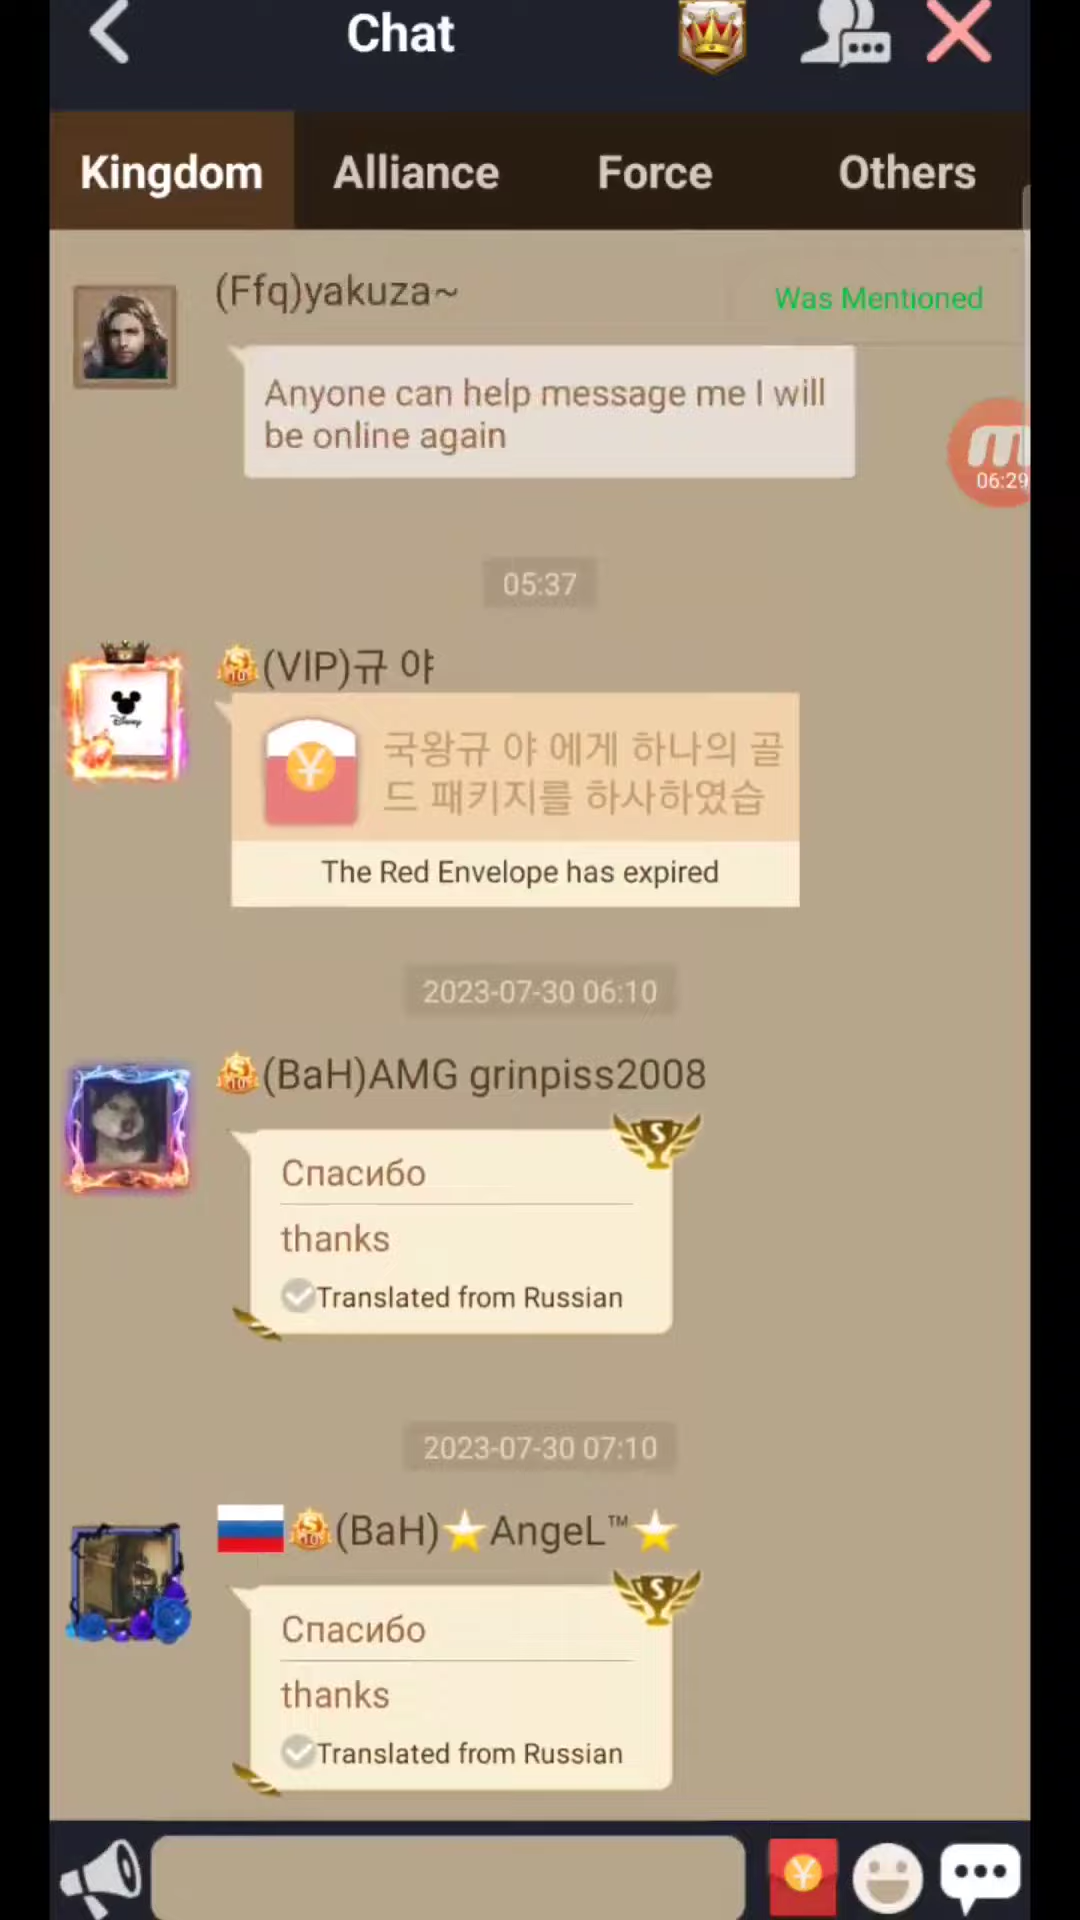 Chat
Kingdom Alliance Force Others
(Ffq)yakuza~
Was Mentioned
Anyone can help message me I will
be online again
06:29
05:37
(VIP)규 야
Disney
국왕규 야 에게 하나의 골
드 패키지를 하사하였습
The Red Envelope has expired
2023-07-30 06:10
(BaH)AMG grinpiss2008
S
Спасибо
thanks
Translated from Russian
2023-07-30 07:10
(BaH)⭐AngeL™⭐
S
Спасибо
thanks
Translated from Russian